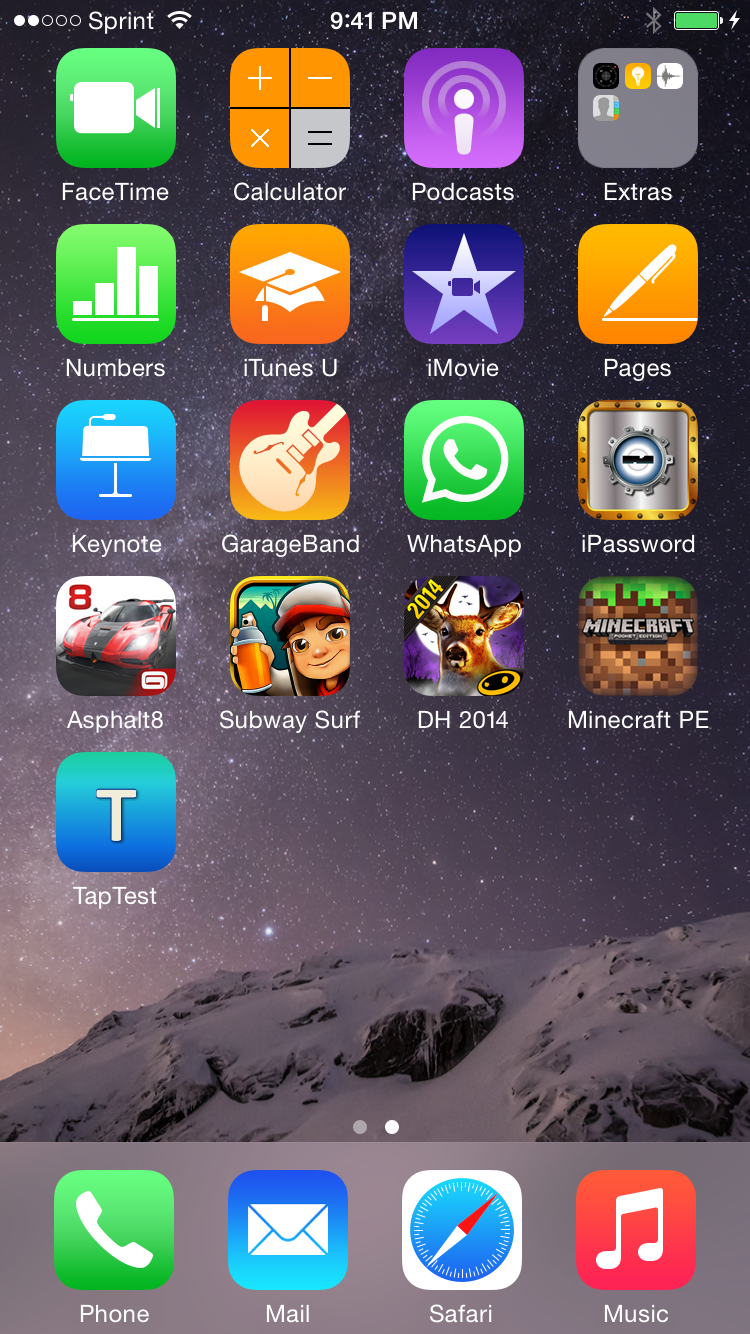 Sprint 9:41 PM
FaceTime Calculator Podcasts Extras
Numbers iTunes U iMovie Pages
Keynote GarageBand WhatsApp iPassword
8 2014 MINECRAFT
POCKET EDITION
Asphalt8 Subway Surf DH 2014 Minecraft PE
T
TapTest
Phone Mail Safari Music